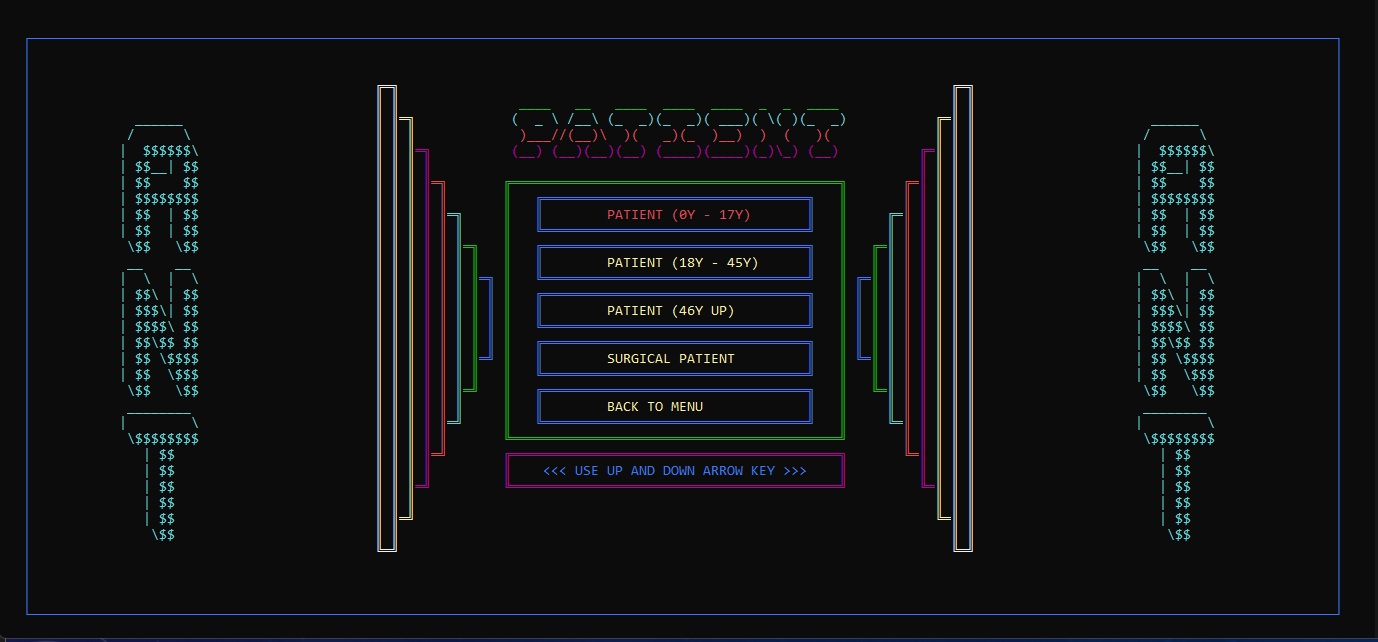 PATIENT
PATIENT (0Y - 17Y)
PATIENT (18Y - 45Y)
PATIENT (46Y UP)
SURGICAL PATIENT
BACK TO MENU
<<< USE UP AND DOWN ARROW KEY >>>
A
N
T
A
N
T